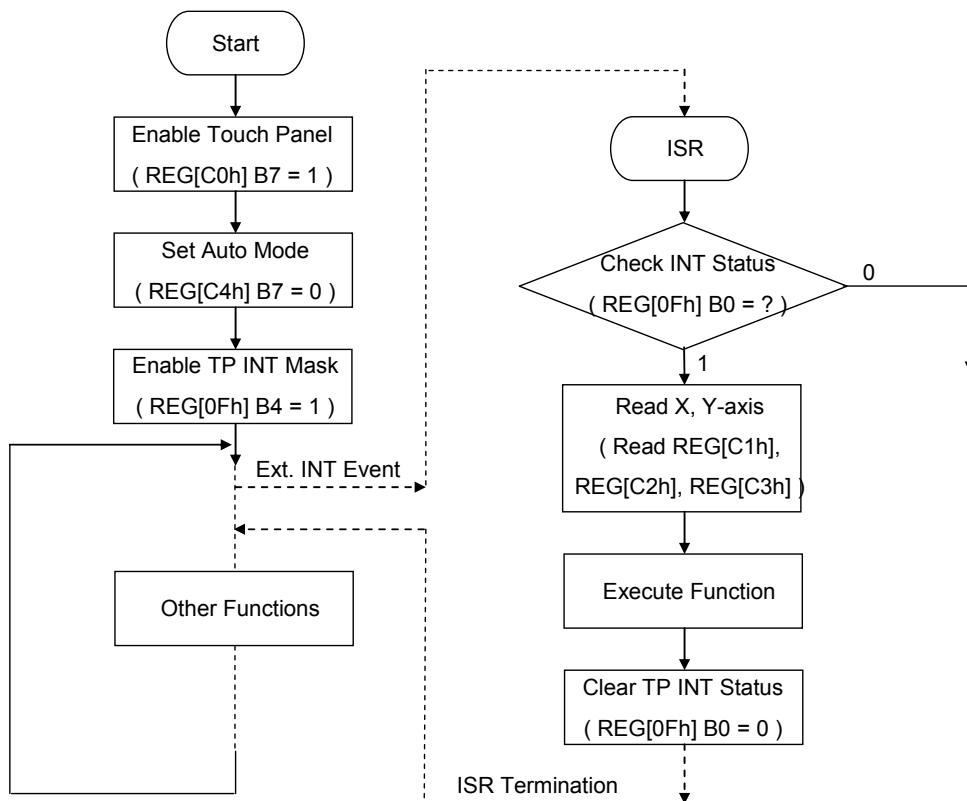 Start
Enable Touch Panel
( REG[C0h] B7 = 1 )
Set Auto Mode
( REG[C4h] B7 = 0 )
Enable TP INT Mask
( REG[0Fh] B4 = 1 )
Ext. INT Event
Other Functions
ISR
Check INT Status
( REG[0Fh] B0 = ? )
0
1
Read X, Y-axis
( Read REG[C1h],
REG[C2h], REG[C3h] )
Execute Function
Clear TP INT Status
( REG[0Fh] B0 = 0 )
ISR Termination